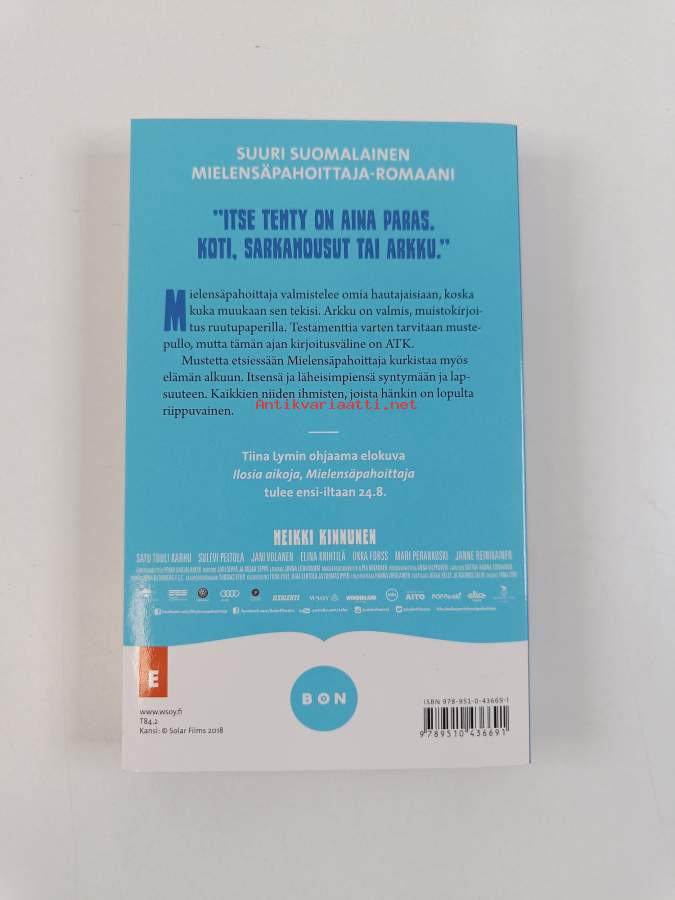 SUURI SUOMALAINEN
MIELENSÄPAHOITTAJA-ROMAANI
"ITSE TEHTY ON AINA PARAS.
KOTI, SARKAHOUSUT TAI ARKKU."
Mielensäpahoittaja valmistelee omia hautajaisiaan, koska
kuka muukaan sen tekisi. Arkku on valmis, muistokirjoi-
tus ruutupaperilla. Testamenttia varten tarvitaan muste-
pullo, mutta tämän ajan kirjoitusväline on ATK.
Mustetta etsiessään Mielensäpahoittaja kurkistaa myös
elämän alkuun. Itsensä ja läheisimpiensä syntymään ja lap-
suuteen. Kaikkien niiden ihmisten, joista hänkin on lopulta
riippuvainen.
Antikvariaatti.net
Tiina Lymin ohjaama elokuva
Ilosia aikoja, Mielensäpahoittaja
tulee ensi-iltaan 24.8.
HEIKKI KINNUNEN
SATU TUULI KARHU SULEVI PELTOLA JANI VOLANEN ELINA KNIHTILÄ IIKKA FORSS MARI PERANKOSKI JANNE REINIKAINEN
Audi ILTALEHTI WSOY AITO
E
BON
www.wsoy.fi
T84.2
Kansi: © Solar Films 2018
ISBN 978-951-0-43669-1
9 789510 436691